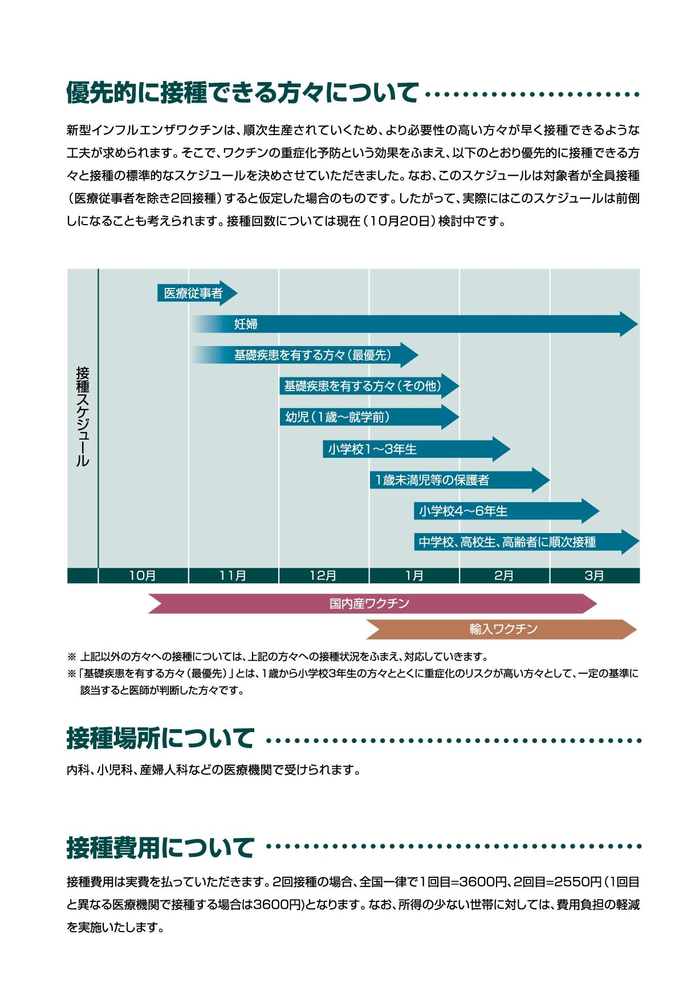 優先的に接種できる方々について
新型インフルエンザワクチンは、順次生産されていくため、より必要性の高い方々が早く接種できるような
工夫が求められます。そこで、ワクチンの重症化予防という効果をふまえ、以下のとおり優先的に接種できる方
々と接種の標準的なスケジュールを決めさせていただきました。なお、このスケジュールは対象者が全員接種
（医療従事者を除き2回接種）すると仮定した場合のものです。したがって、実際にはこのスケジュールは前倒
しになることも考えられます。接種回数については現在（10月20日）検討中です。
接種スケジュール
医療従事者
妊婦
基礎疾患を有する方々（最優先）
基礎疾患を有する方々（その他）
幼児（1歳〜就学前）
小学校1〜3年生
1歳未満児等の保護者
小学校4〜6年生
中学校、高校生、高齢者に順次接種
10月 11月 12月 1月 2月 3月
国内産ワクチン
輸入ワクチン
※ 上記以外の方々への接種については、上記の方々への接種状況をふまえ、対応していきます。
※「基礎疾患を有する方々（最優先）」とは、1歳から小学校3年生の方々ととくに重症化のリスクが高い方々として、一定の基準に
該当すると医師が判断した方々です。
接種場所について
内科、小児科、産婦人科などの医療機関で受けられます。
接種費用について
接種費用は実費を払っていただきます。2回接種の場合、全国一律で1回目=3600円、2回目=2550円（1回目
と異なる医療機関で接種する場合は3600円)となります。なお、所得の少ない世帯に対しては、費用負担の軽減
を実施いたします。